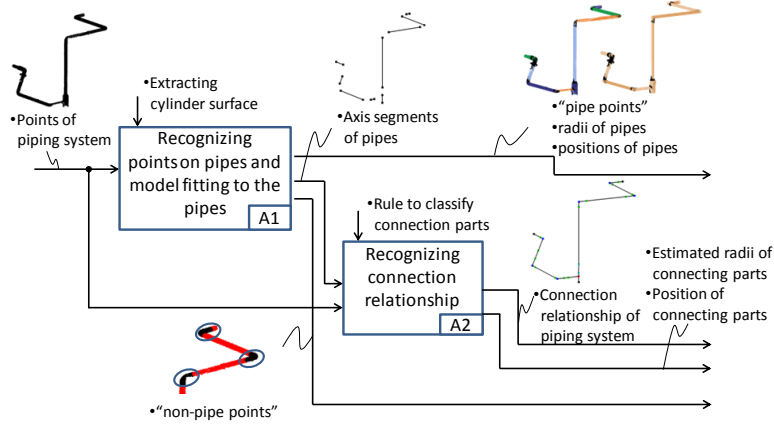 •Extracting
cylinder surface
•Points of
piping system
Recognizing
points on pipes and
model fitting to the
pipes
A1
•Axis segments
of pipes
•"pipe points"
•radii of pipes
•positions of pipes
•Rule to classify
connection parts
Recognizing
connection
relationship
A2
•Connection
relationship of
piping system
•Estimated radii of
connecting parts
•Position of
connecting parts
•"non-pipe points"